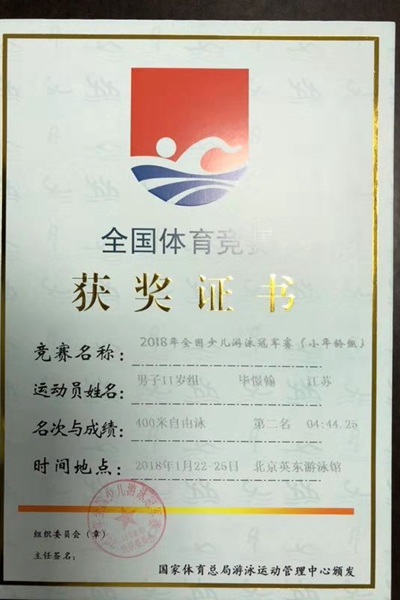 全国体育竞赛
获奖证书
竞赛名称： 2018年全国少儿游泳冠军赛（小年龄组）
运动员姓名： 男子11岁组 毕憬翰 江苏
名次与成绩： 400米自由泳 第二名 04:44.25
时间地点： 2018年1月22-25日 北京英东游泳馆
组织委员会（章）
主任签名：
国家体育总局游泳运动管理中心颁发